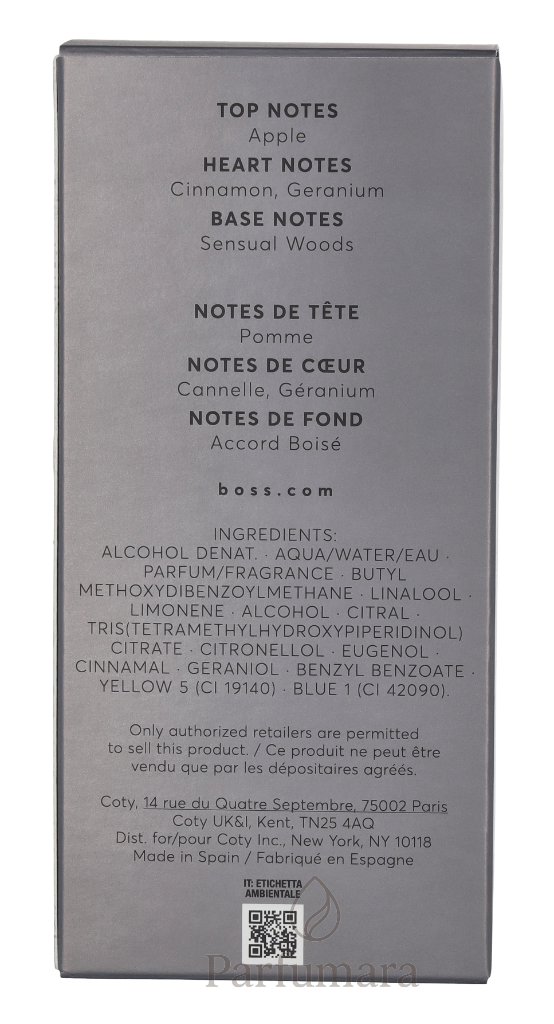 TOP NOTES
Apple
HEART NOTES
Cinnamon, Geranium
BASE NOTES
Sensual Woods
NOTES DE TÊTE
Pomme
NOTES DE CŒUR
Cannelle, Géranium
NOTES DE FOND
Accord Boisé
boss.com
INGREDIENTS:
ALCOHOL DENAT. · AQUA/WATER/EAU ·
PARFUM/FRAGRANCE · BUTYL
METHOXYDIBENZOYLMETHANE · LINALOOL ·
LIMONENE · ALCOHOL · CITRAL ·
TRIS(TETRAMETHYLHYDROXYPIPERIDINOL)
CITRATE · CITRONELLOL · EUGENOL ·
CINNAMAL · GERANIOL · BENZYL BENZOATE ·
YELLOW 5 (CI 19140) · BLUE 1 (CI 42090).
Only authorized retailers are permitted
to sell this product. / Ce produit ne peut être
vendu que par les dépositaires agréés.
Coty, 14 rue du Quatre Septembre, 75002 Paris
Coty UK&I, Kent, TN25 4AQ
Dist. for/pour Coty Inc., New York, NY 10118
Made in Spain / Fabriqué en Espagne
IT: ETICHETTA
AMBIENTALE
Parfumara